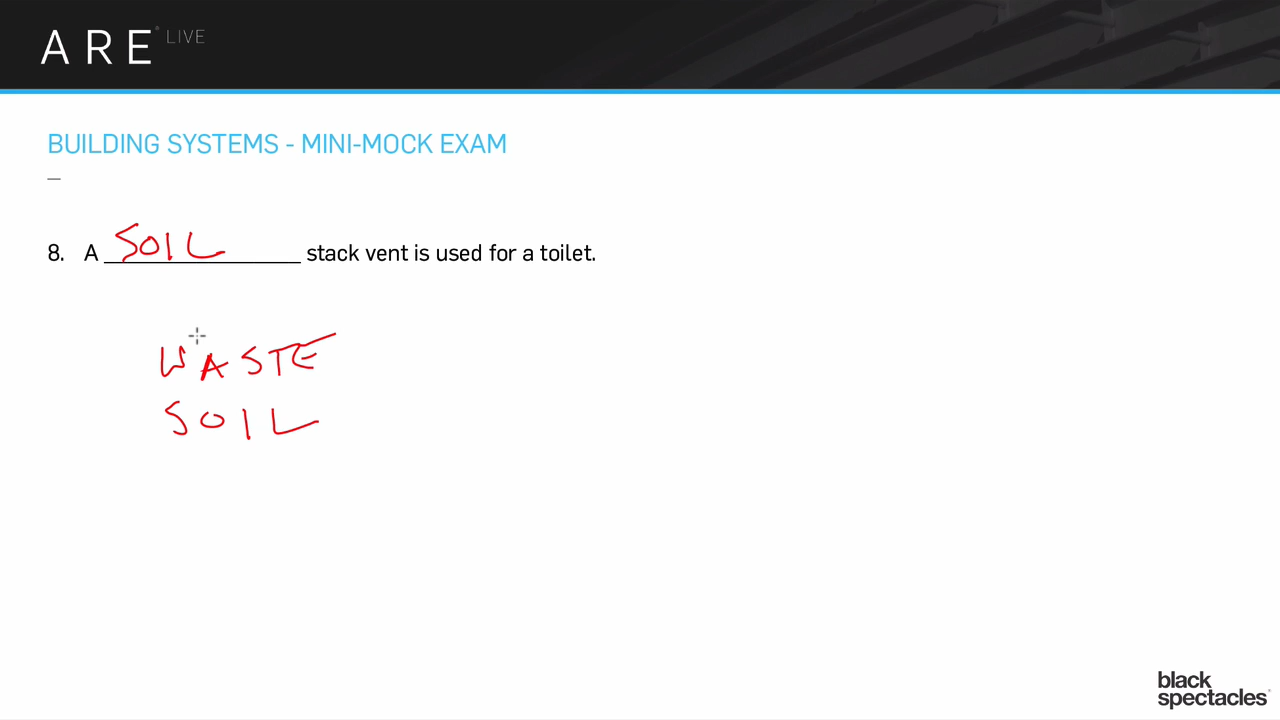 ARE® LIVE
BUILDING SYSTEMS - MINI-MOCK EXAM
—
8. A SOIL stack vent is used for a toilet.
WASTE
SOIL
black
spectacles®